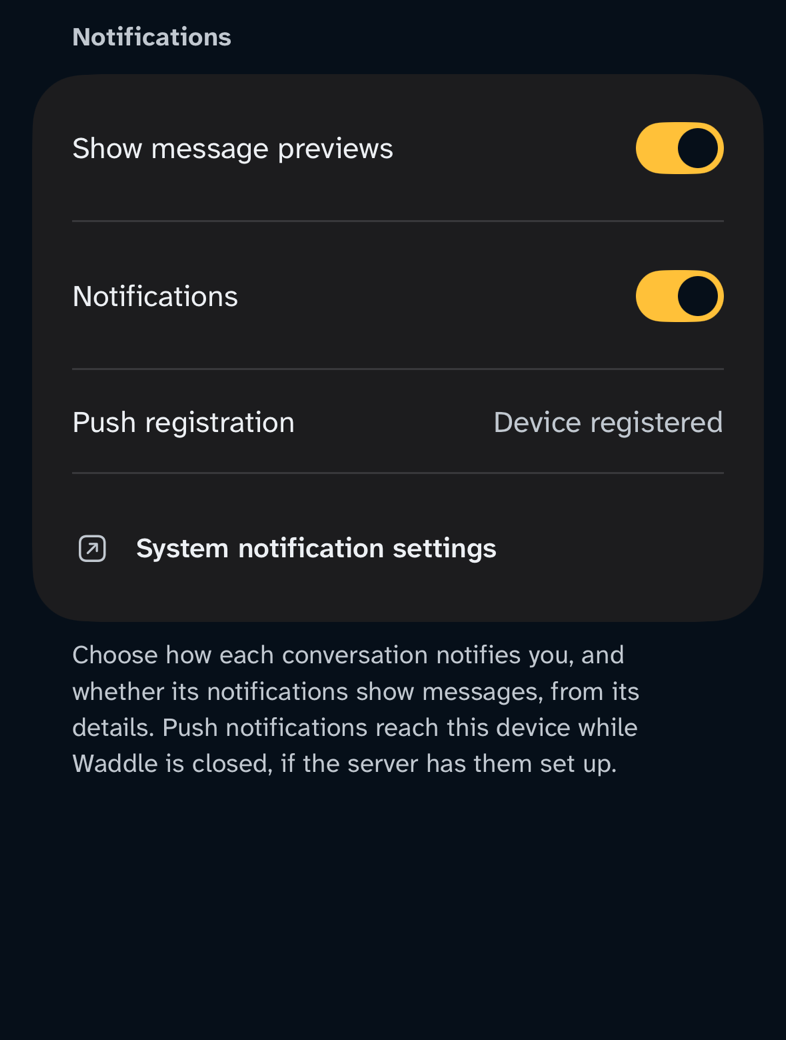 Notifications
Show message previews
Notifications
Push registration Device registered
System notification settings
Choose how each conversation notifies you, and
whether its notifications show messages, from its
details. Push notifications reach this device while
Waddle is closed, if the server has them set up.